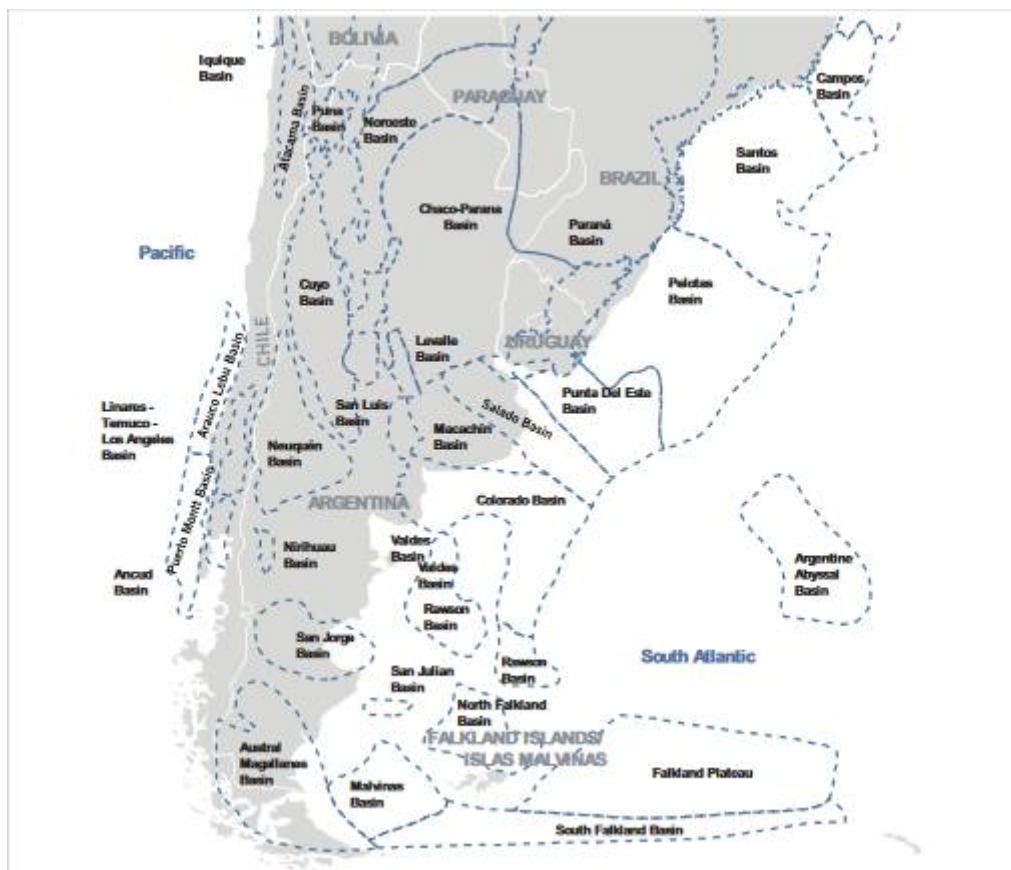 BOLIVIA
Iquique
Basin
Campos
Basin
Atacama Basin
Puna
Basin
PARAGUAY
Noroeste
Basin
Santos
Basin
BRAZIL
Chaco-Parana
Basin
Paraná
Basin
Pacific
Cuyo
Basin
Pelotas
Basin
CHILE
Levalle
Basin
URUGUAY
Arauco Lebu Basin
Punta Del Este
Basin
Linares -
Temuco -
Los Angeles
Basin
San Luis
Basin
Salado Basin
Macachin
Basin
Neuquén
Basin
ARGENTINA
Colorado Basin
Puerto Montt Basin
Nirihuau
Basin
Valdes
Basin
Valdes
Basin
Argentine
Abyssal
Basin
Ancud
Basin
Rawson
Basin
San Jorge
Basin
South Atlantic
San Julian
Basin
Rawson
Basin
North Falkland
Basin
FALKLAND ISLANDS/
ISLAS MALVIÑAS
Austral
Magallanes
Basin
Malvinas
Basin
Falkland Plateau
South Falkland Basin